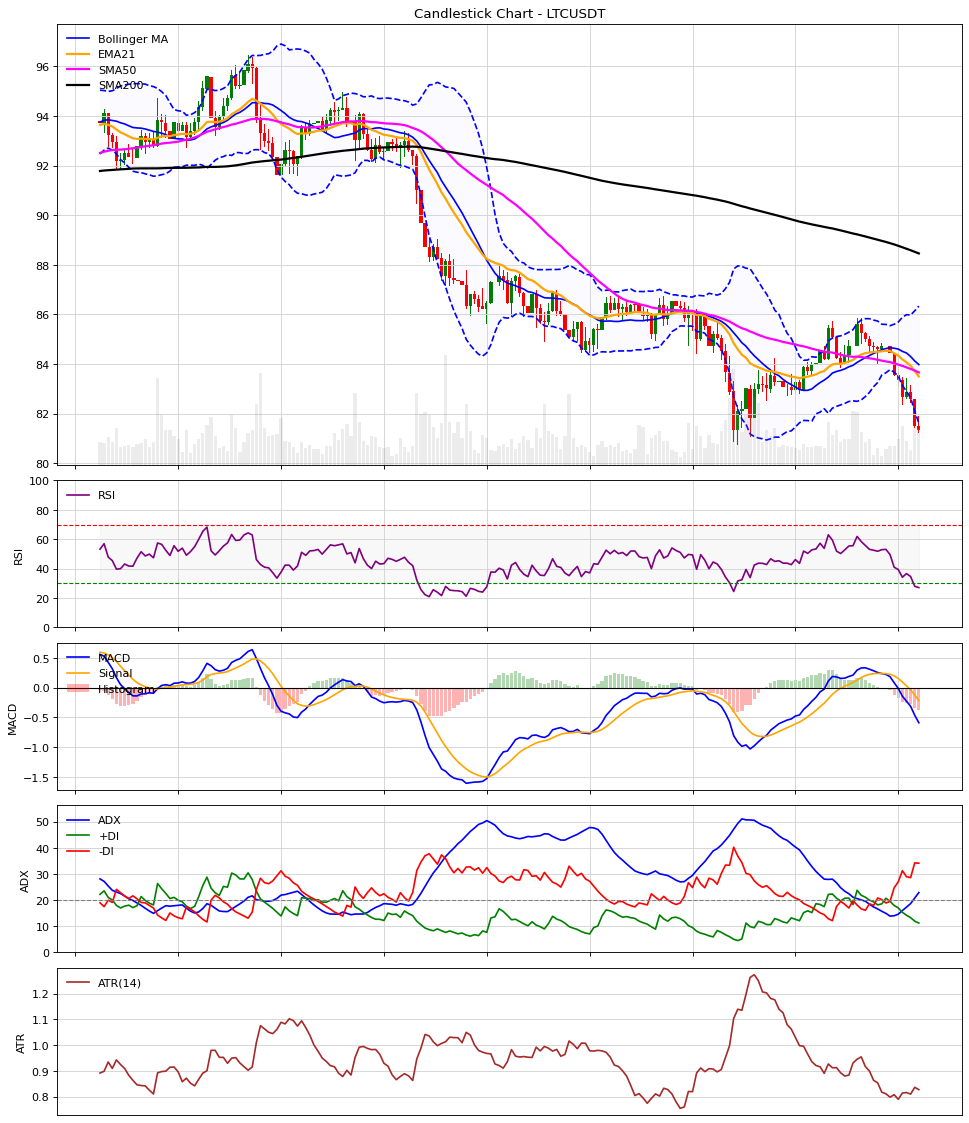 Candlestick Chart - LTCUSDT
Bollinger MA
EMA21
SMA50
SMA200
96
94
92
90
88
86
84
82
80
RSI
RSI
100
80
60
40
20
0
MACD
Signal
Histogram
MACD
0.5
0.0
−0.5
−1.0
−1.5
ADX
+DI
-DI
ADX
50
40
30
20
10
0
ATR(14)
ATR
1.2
1.1
1.0
0.9
0.8